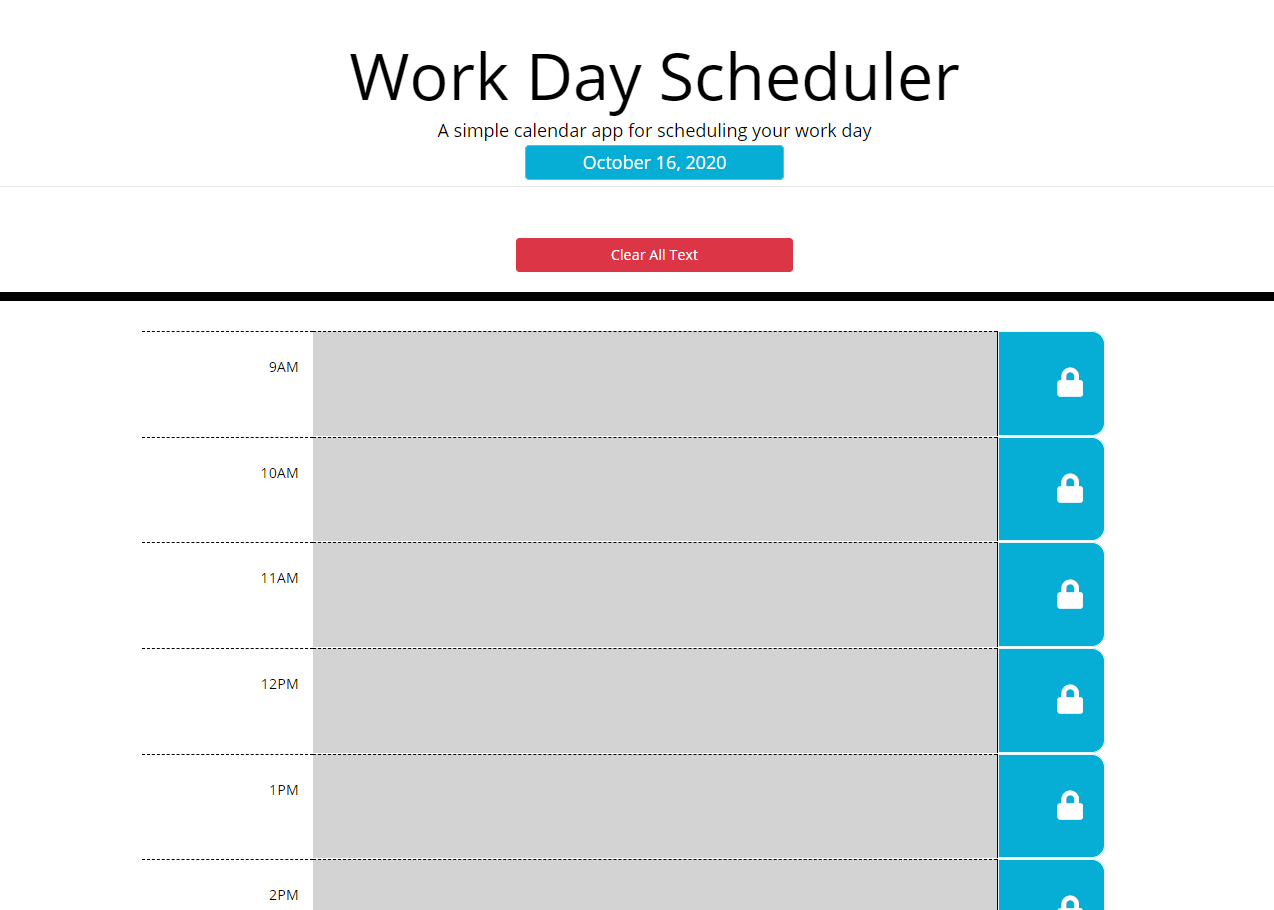 Work Day Scheduler
A simple calendar app for scheduling your work day
October 16, 2020
Clear All Text
9AM
10AM
11AM
12PM
1PM
2PM